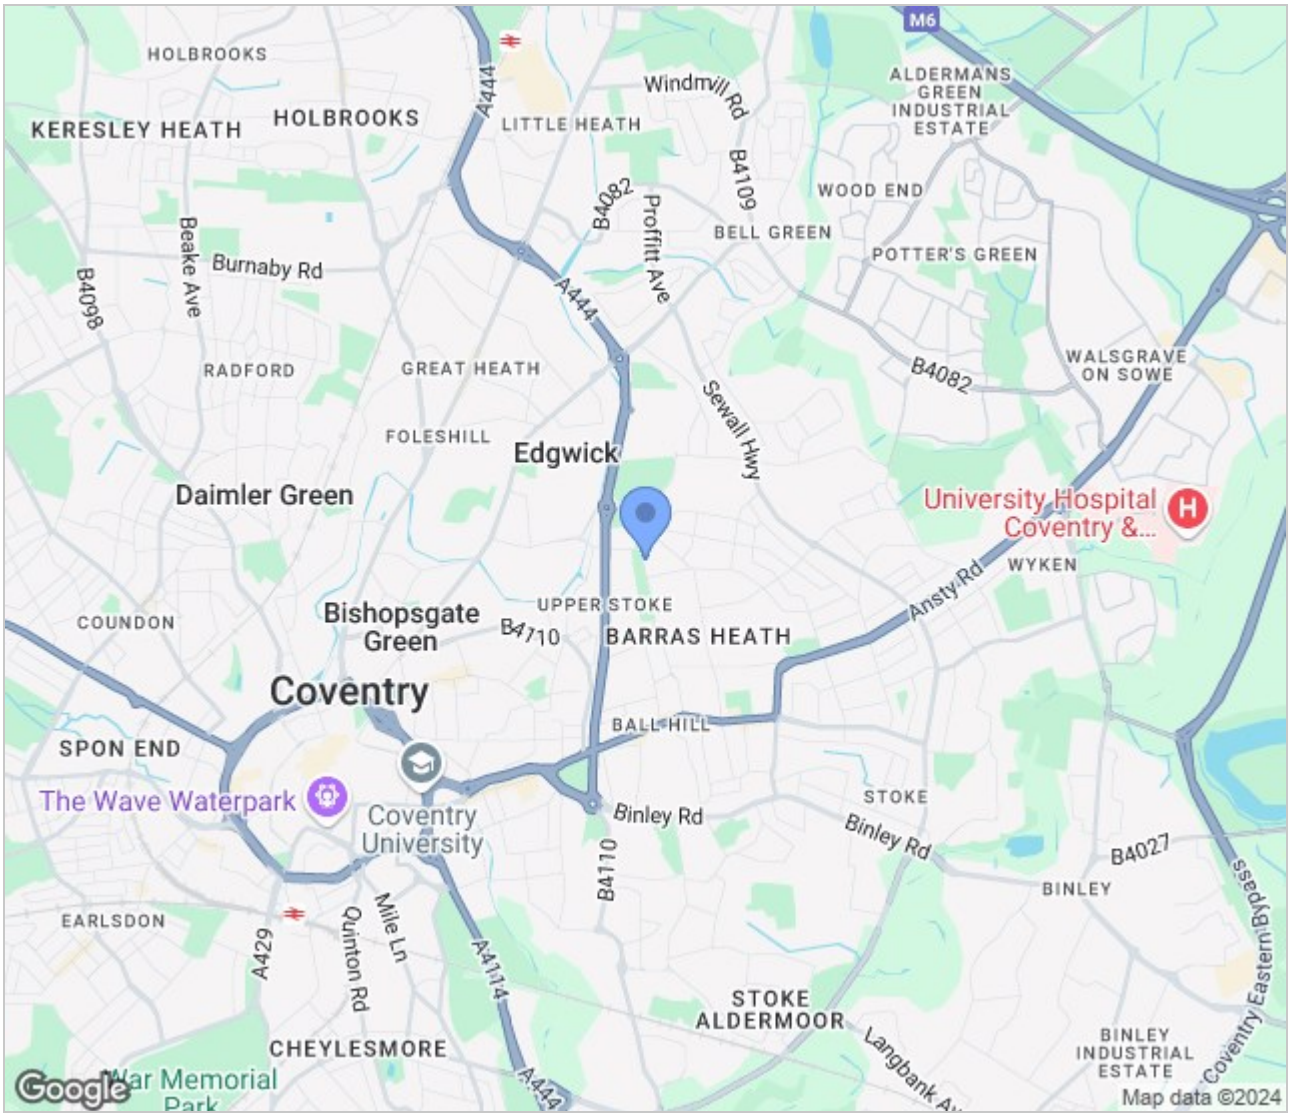 M6
HOLBROOKS
A444
Windmill Rd
ALDERMANS
GREEN
INDUSTRIAL
ESTATE
KERESLEY HEATH
HOLBROOKS
LITTLE HEATH
B4109
B4082
Proffitt Ave
WOOD END
BELL GREEN
Beake Ave
Burnaby Rd
POTTER'S GREEN
B4098
A444
RADFORD
GREAT HEATH
B4082
WALSGRAVE
ON SOWE
Sewall Hwy
FOLESHILL
Edgwick
Daimler Green
University Hospital
Coventry &...
H
WYKEN
Ansty Rd
UPPER STOKE
Bishopsgate
Green
COUNDON
B4110
BARRAS HEATH
Coventry
BALL HILL
SPON END
The Wave Waterpark
Coventry
University
STOKE
Binley Rd
Binley Rd
B4027
B4110
BINLEY
Coventry Eastern Bypass
EARLSDON
A429
Quinton Rd
Mile Ln
A4114
STOKE
ALDERMOOR
Langbank Av
CHEYLESMORE
BINLEY
INDUSTRIAL
ESTATE
War Memorial
Park
A444
Google
Map data ©2024